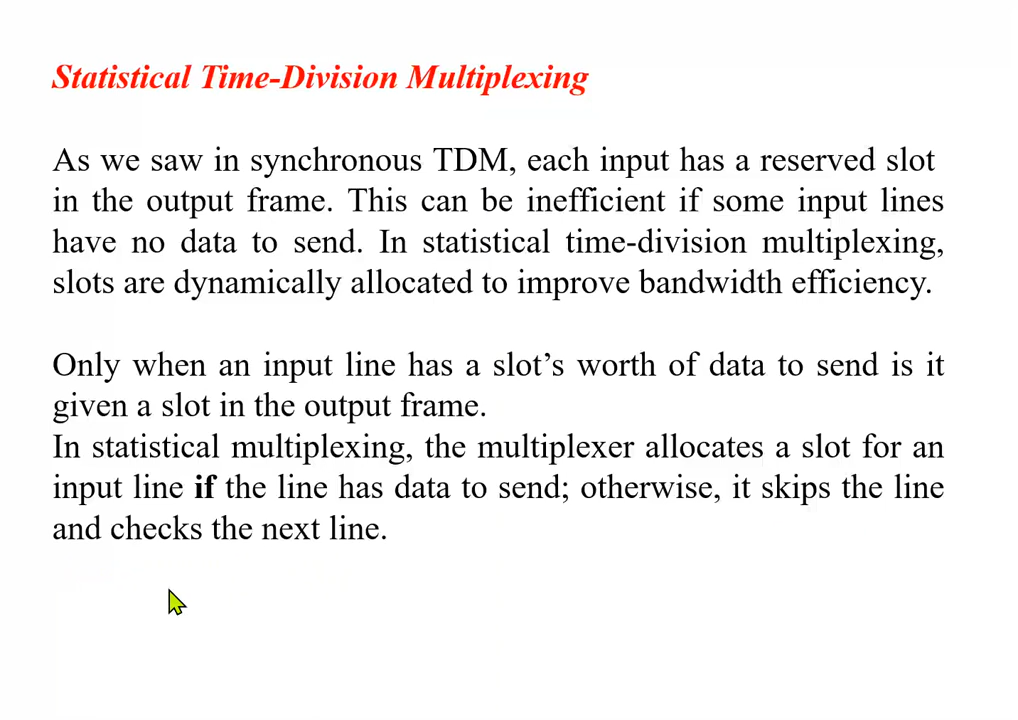 Statistical Time-Division Multiplexing
As we saw in synchronous TDM, each input has a reserved slot
in the output frame. This can be inefficient if some input lines
have no data to send. In statistical time-division multiplexing,
slots are dynamically allocated to improve bandwidth efficiency.
Only when an input line has a slot’s worth of data to send is it
given a slot in the output frame.
In statistical multiplexing, the multiplexer allocates a slot for an
input line if the line has data to send; otherwise, it skips the line
and checks the next line.